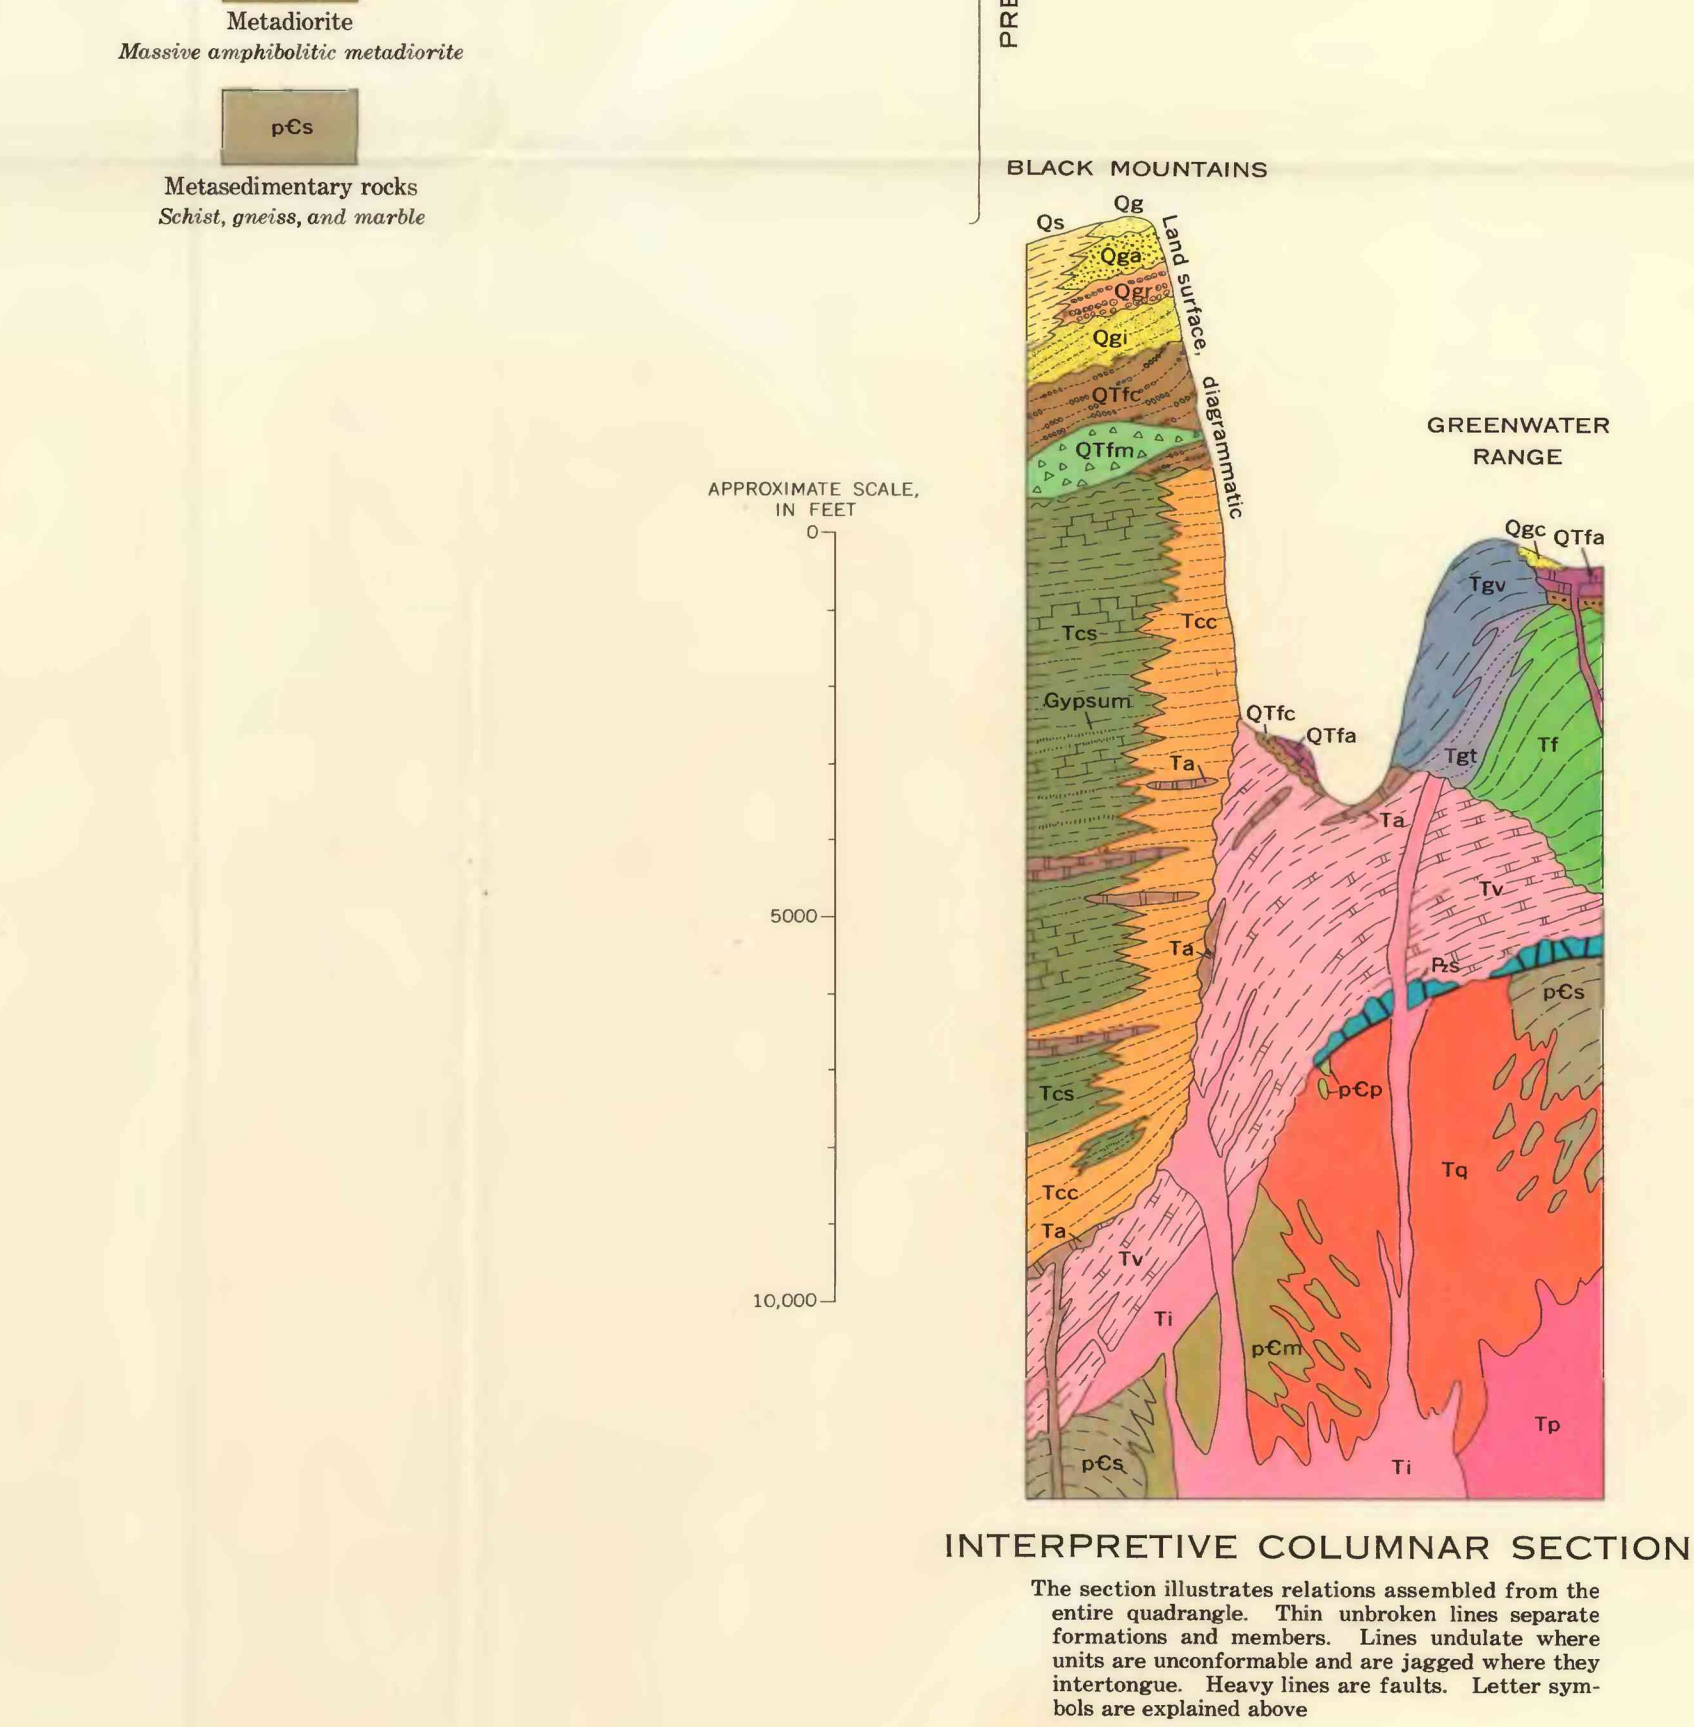 Metadiorite
Massive amphibolitic metadiorite
p€s
Metasedimentary rocks
Schist, gneiss, and marble
PRE
BLACK MOUNTAINS
Qg
Qs
Qga
Qgr
Qgi
QTfc
QTfm
Land surface, diagrammatic
GREENWATER
RANGE
APPROXIMATE SCALE,
IN FEET
0
5000
10,000
Qgc QTfa
Tgv
Tcs
Tcc
Gypsum
QTfc
QTfa
Ta
Tgt
Tf
Ta
Tv
Ta
Pzs
p€s
Tcs
p€p
Tq
Tcc
Ta
Tv
Ti
p€m
Tp
p€s
Ti
INTERPRETIVE COLUMNAR SECTION
The section illustrates relations assembled from the
entire quadrangle. Thin unbroken lines separate
formations and members. Lines undulate where
units are unconformable and are jagged where they
intertongue. Heavy lines are faults. Letter sym-
bols are explained above